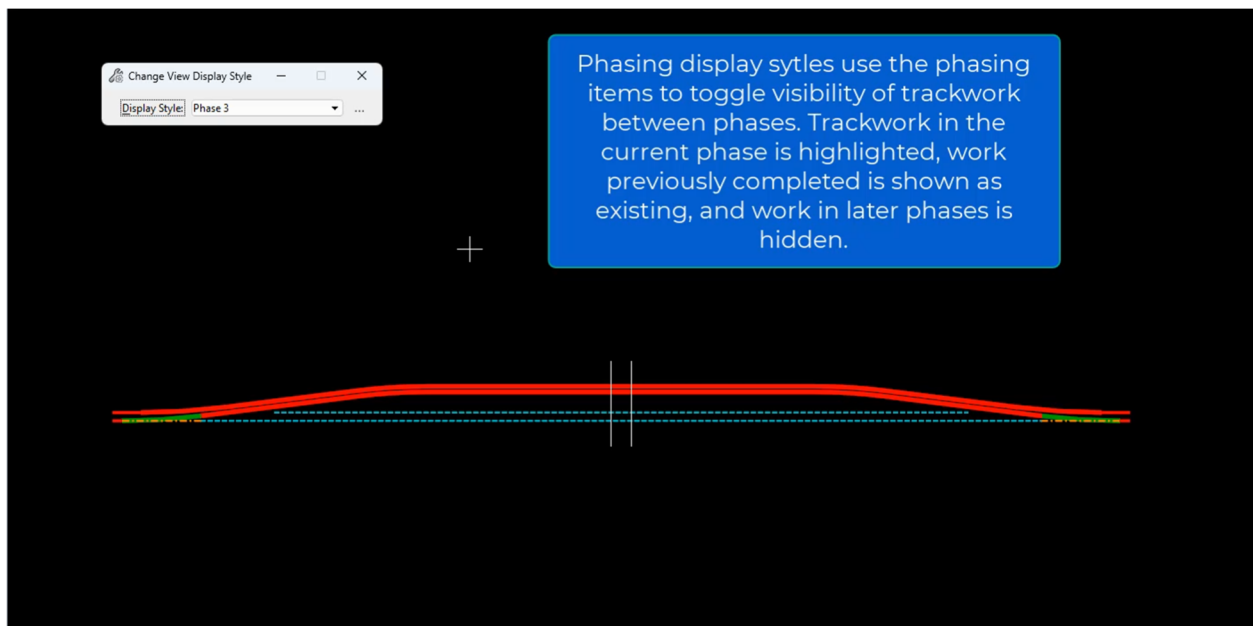 Change View Display Style
Display Style: Phase 3 ...
Phasing display sytles use the phasing
items to toggle visibility of trackwork
between phases. Trackwork in the
current phase is highlighted, work
previously completed is shown as
existing, and work in later phases is
hidden.